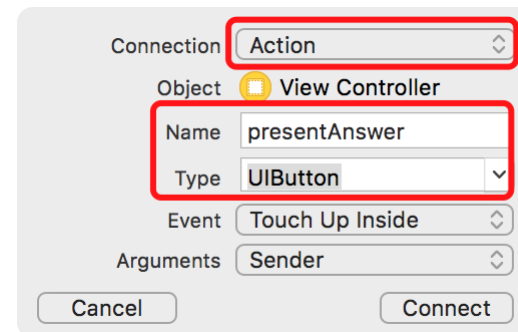 Connection Action
Object View Controller
Name presentAnswer
Type UIButton
Event Touch Up Inside
Arguments Sender
Cancel Connect